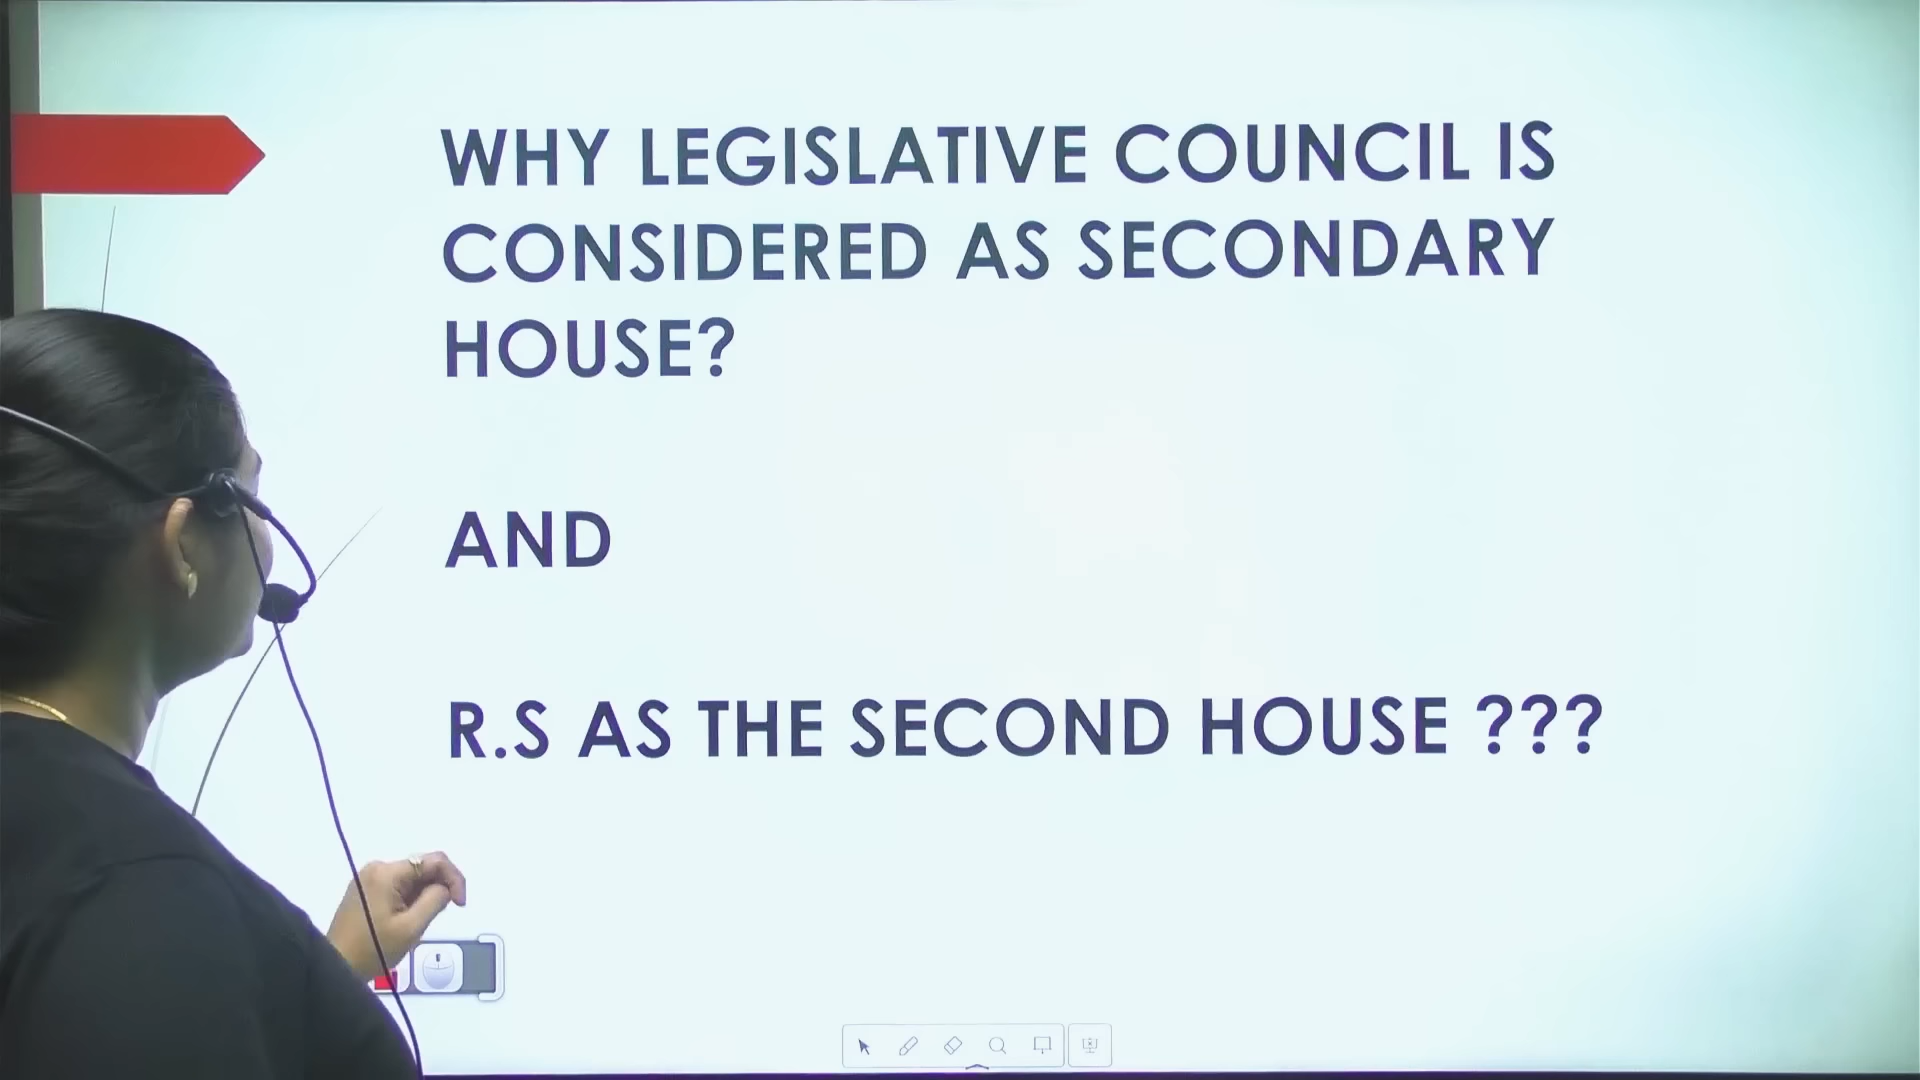 WHY LEGISLATIVE COUNCIL IS
CONSIDERED AS SECONDARY
HOUSE?
AND
R.S AS THE SECOND HOUSE ???